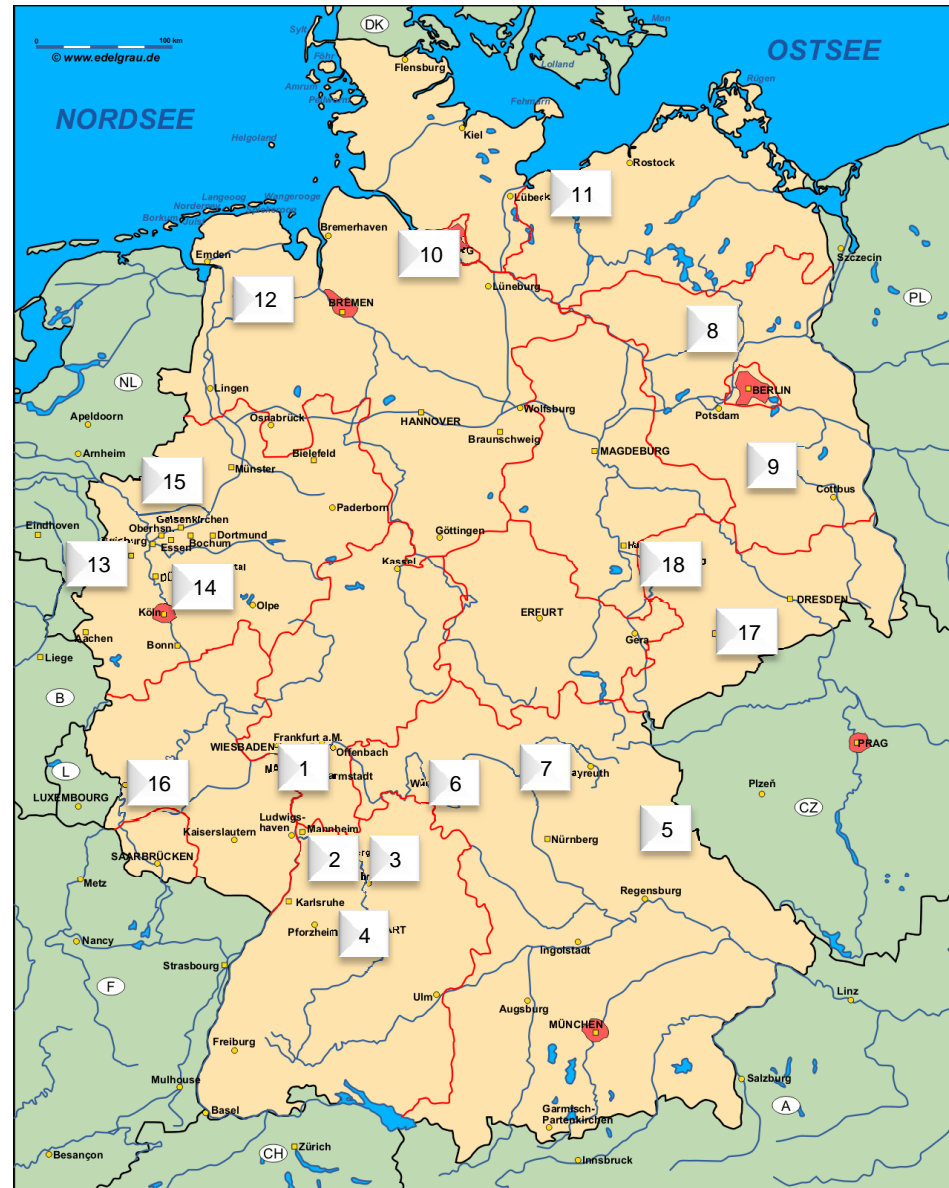 DK
Sylt
Møn
100 km
0
© www.edelgrau.de
OSTSEE
Föhr
Flensburg
Lolland
Rügen
Amrum
NORDSEE
Fehmarn
Kiel
Helgoland
Rostock
Langeoog
Wangerooge
Norderney
Borkum
Lübeck
11
Bremerhaven
10
Emden
Szczecin
Lüneburg
12
BREMEN
PL
8
NL
Lingen
BERLIN
Apeldoorn
Osnabrück
HANNOVER
Wolfsburg
Potsdam
Braunschweig
Arnheim
Bielefeld
MAGDEBURG
9
Münster
15
Cottbus
Paderborn
Eindhoven
Gelsenkirchen
Oberhsn.
Dortmund
Göttingen
Essen
Bochum
13
Kassel
18
14
DRESDEN
Köln
Olpe
ERFURT
17
Aachen
Gera
Bonn
Liege
B
Frankfurt a.M.
WIESBADEN
Offenbach
PRAG
L
1
6
7
16
Plzeň
LUXEMBOURG
CZ
Ludwigs-
haven
Mannheim
5
Kaiserslautern
Nürnberg
2
3
SAARBRÜCKEN
Metz
Regensburg
Karlsruhe
Pforzheim
4
Nancy
Ingolstadt
Strasbourg
F
Ulm
Linz
Augsburg
MÜNCHEN
Freiburg
Mulhouse
Salzburg
A
Basel
Garmisch-
Partenkirchen
Zürich
CH
Besançon
Innsbruck